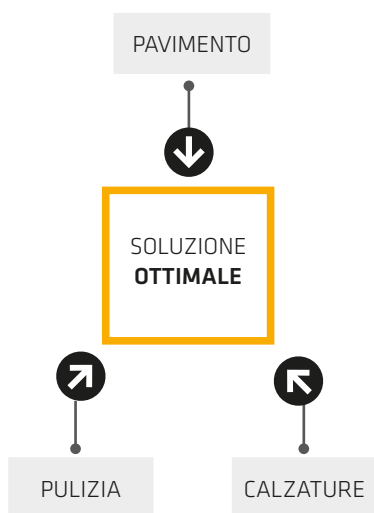 PAVIMENTO
SOLUZIONE
OTTIMALE
PULIZIA
CALZATURE